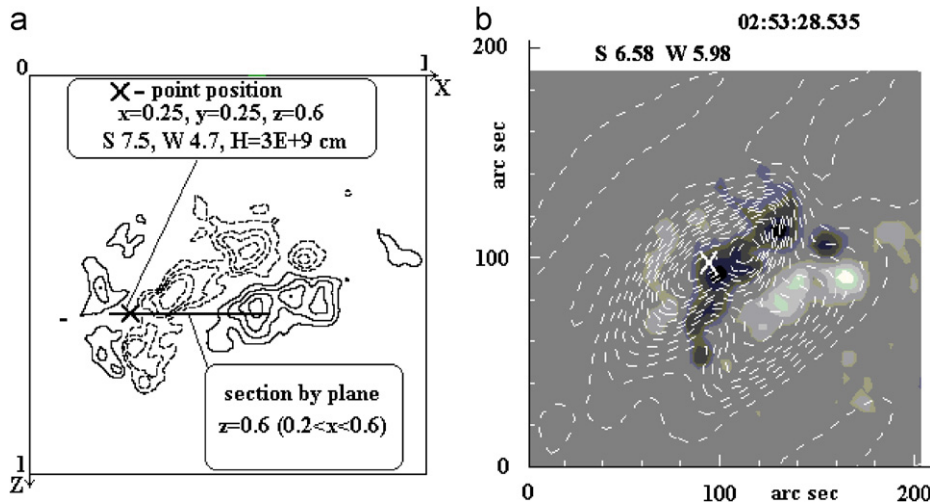 a
0
1
X
X - point position
x=0.25, y=0.25, z=0.6
S 7.5, W 4.7, H=3E+9 cm
section by plane
z=0.6 (0.2<x<0.6)
1
Z
b
02:53:28.535
S 6.58 W 5.98
200
arc sec
100
0
0
100
arc sec
200